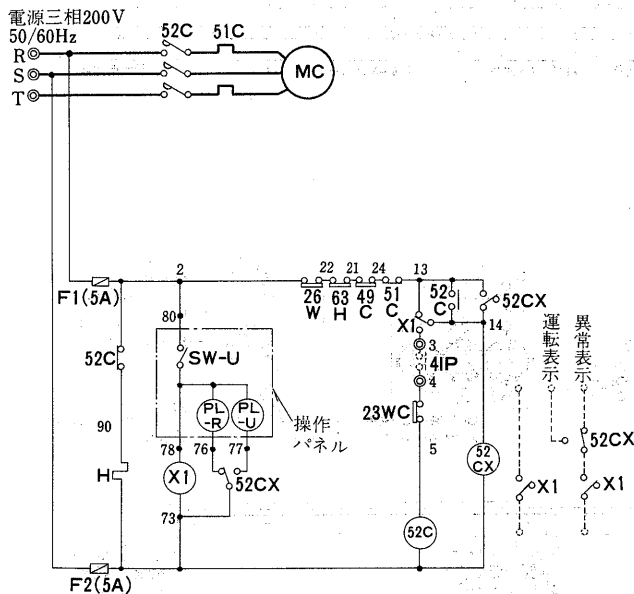 電源三相200V
50/60Hz
R
S
T
52C
51C
MC
F1(5A)
2
22
21
24
13
26
W
63
H
49
C
51
C
52
C
52CX
14
X1
3
41P
4
23WC
5
52C
52
CX
80
SW-U
PL
-R
PL
-U
操作
パネル
78
76
77
52CX
X1
73
52C
90
H
F2(5A)
運転表示
異常表示
52CX
X1
X1